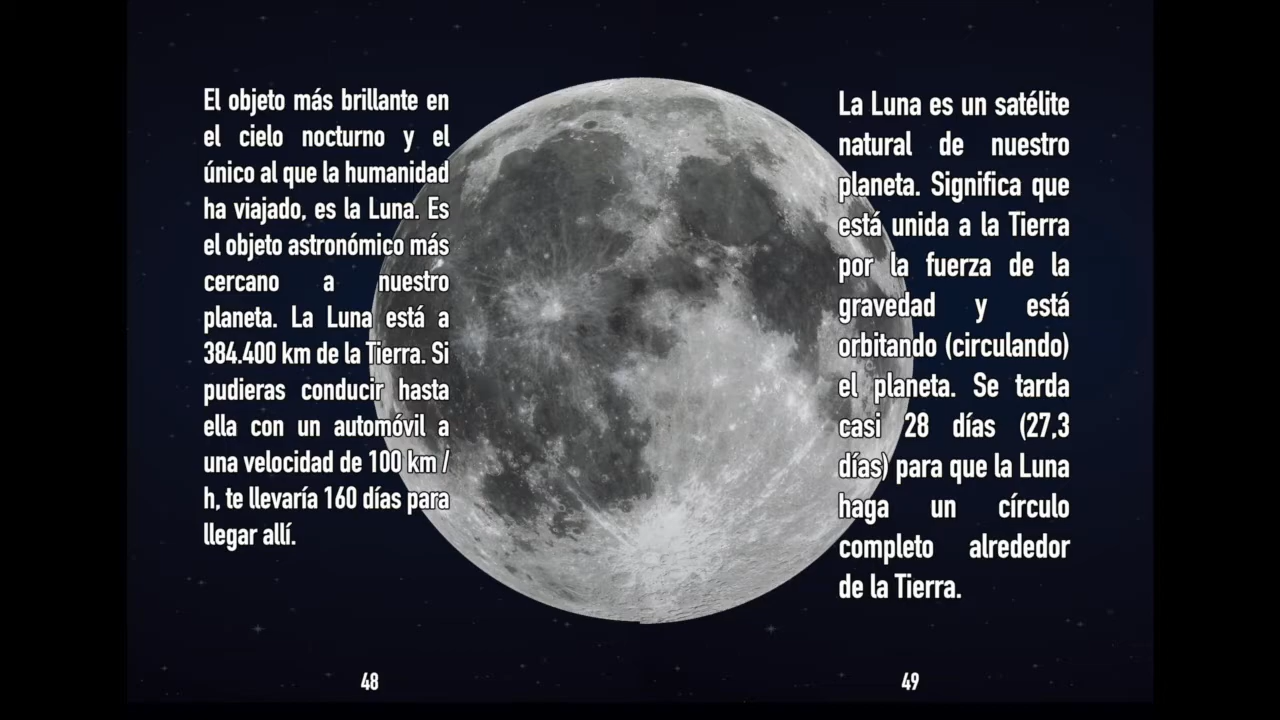 El objeto más brillante en
el cielo nocturno y el
único al que la humanidad
ha viajado, es la Luna. Es
el objeto astronómico más
cercano a nuestro
planeta. La Luna está a
384.400 km de la Tierra. Si
pudieras conducir hasta
ella con un automóvil a
una velocidad de 100 km /
h, te llevaría 160 días para
llegar allí.
48
La Luna es un satélite
natural de nuestro
planeta. Significa que
está unida a la Tierra
por la fuerza de la
gravedad y está
orbitando (circulando)
el planeta. Se tarda
casi 28 días (27,3
días) para que la Luna
haga un círculo
completo alrededor
de la Tierra.
49